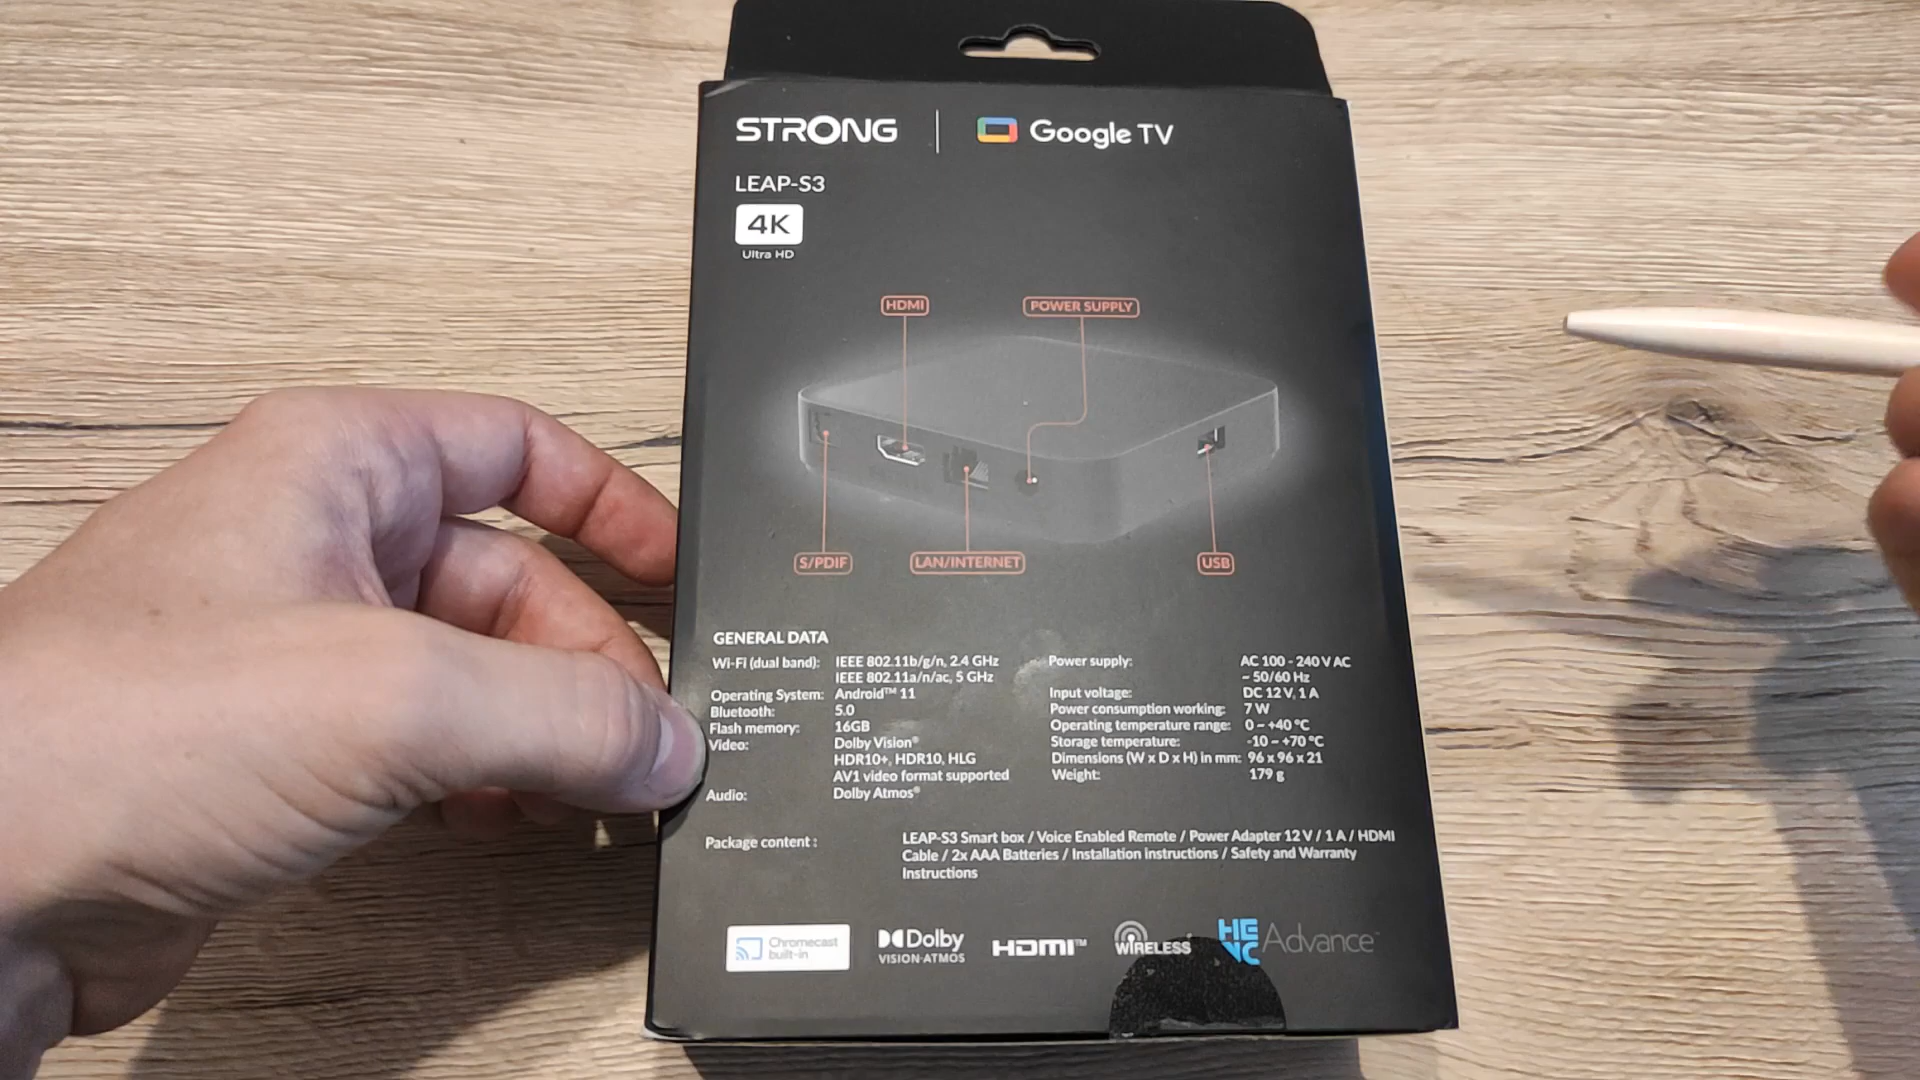 STRONG | Google TV
LEAP-S3
4K
Ultra HD
HDMI
POWER SUPPLY
S/PDIF
LAN/INTERNET
USB
GENERAL DATA
Wi-Fi (dual band): IEEE 802.11b/g/n, 2.4 GHz
IEEE 802.11a/n/ac, 5 GHz
Operating System: Android™ 11
Bluetooth: 5.0
Flash memory: 16GB
Video: Dolby Vision®
HDR10+, HDR10, HLG
AV1 video format supported
Audio: Dolby Atmos®
Power supply: AC 100 - 240 V AC
~ 50/60 Hz
Input voltage: DC 12 V, 1 A
Power consumption working: 7 W
Operating temperature range: 0 ~ +40 °C
Storage temperature: -10 ~ +70 °C
Dimensions (W x D x H) in mm: 96 x 96 x 21
Weight: 179 g
Package content : LEAP-S3 Smart box / Voice Enabled Remote / Power Adapter 12 V / 1 A / HDMI
Cable / 2x AAA Batteries / Installation instructions / Safety and Warranty
Instructions
Chromecast
built-in
Dolby
VISION·ATMOS
HDMI™
WIRELESS
HEVC Advance™